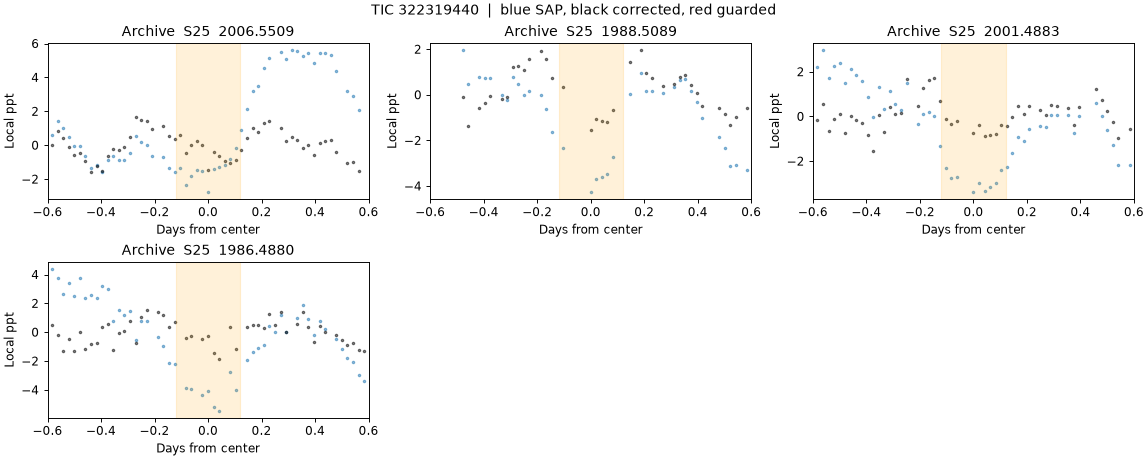 TIC 322319440 | blue SAP, black corrected, red guarded
Archive S25 2006.5509
Archive S25 1988.5089
Archive S25 2001.4883
Local ppt
6
4
2
0
−2
−0.6 −0.4 −0.2 0.0 0.2 0.4 0.6
Days from center
Local ppt
2
0
−2
−4
−0.6 −0.4 −0.2 0.0 0.2 0.4 0.6
Days from center
Local ppt
2
0
−2
−0.6 −0.4 −0.2 0.0 0.2 0.4 0.6
Days from center
Archive S25 1986.4880
Local ppt
4
2
0
−2
−4
−0.6 −0.4 −0.2 0.0 0.2 0.4 0.6
Days from center